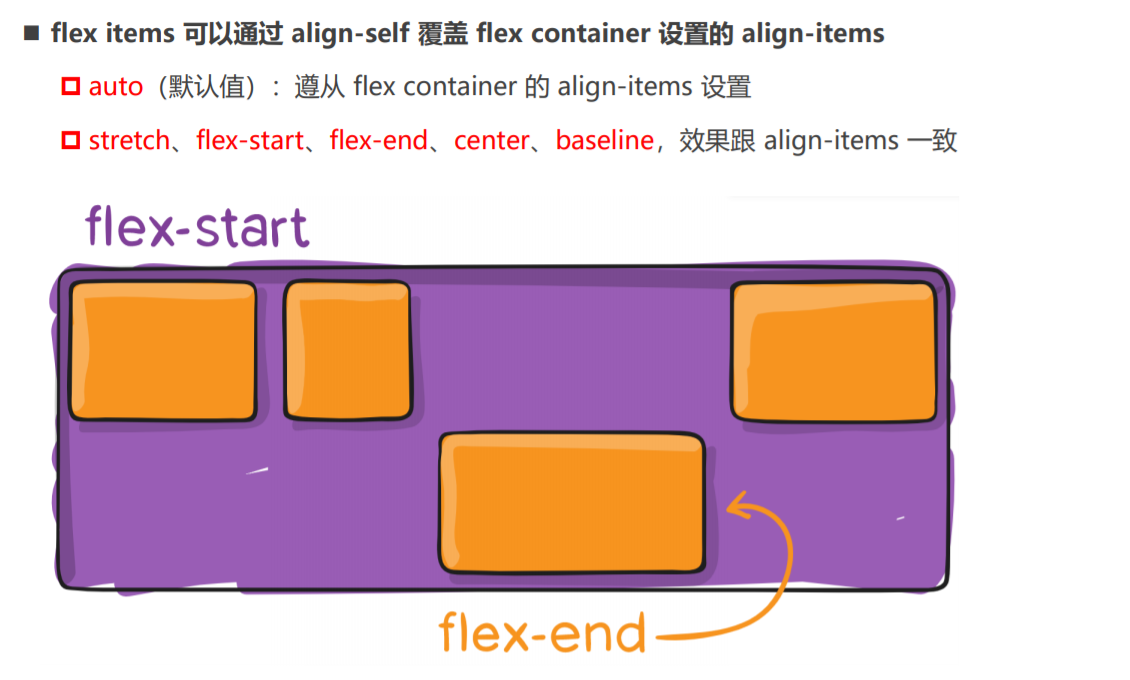 ■ flex items 可以通过 align-self 覆盖 flex container 设置的 align-items
auto（默认值）：遵从 flex container 的 align-items 设置
stretch、flex-start、flex-end、center、baseline，效果跟 align-items 一致
flex-start
flex-end